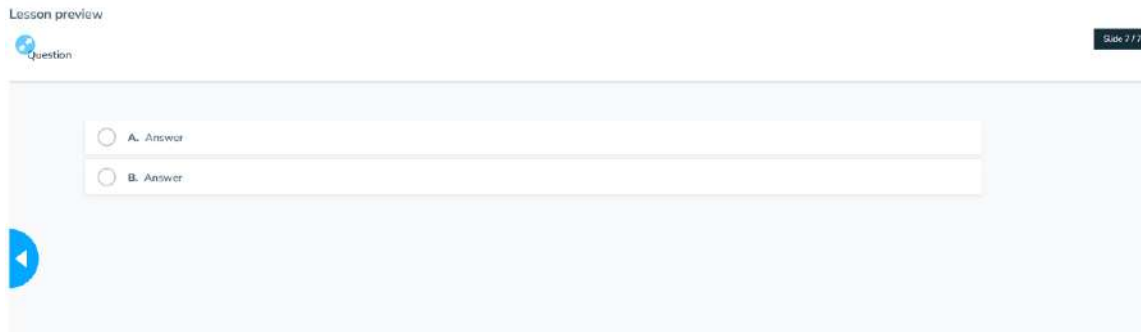 Lesson preview
Question
Slide 7 / 7
A. Answer
B. Answer